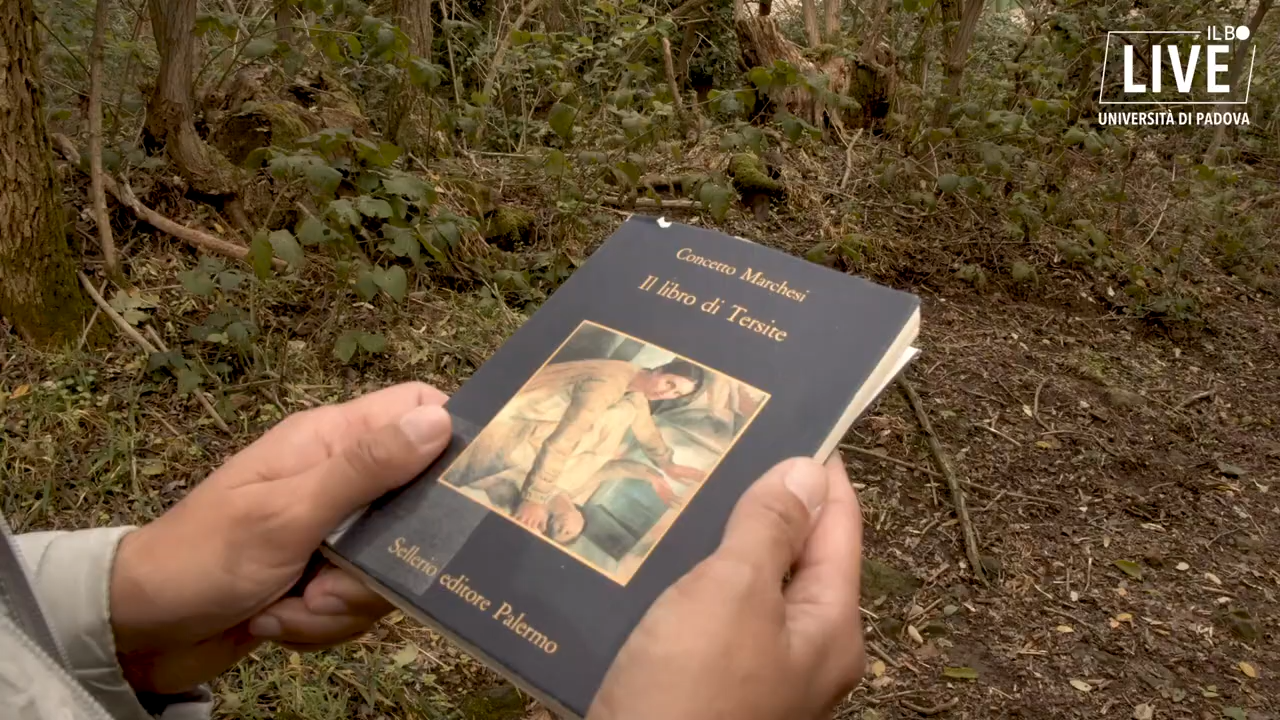 IL BO
LIVE
UNIVERSITÀ DI PADOVA
Concetto Marchesi
Il libro di Tersite
Sellerio editore Palermo